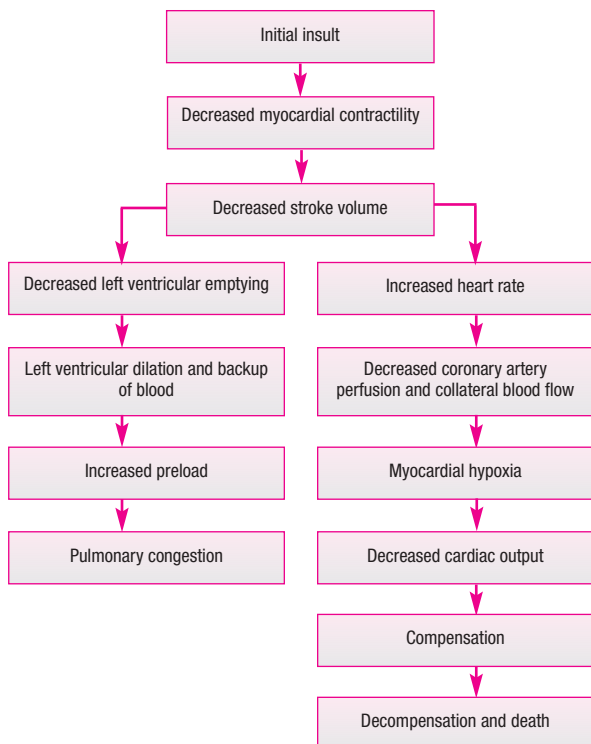 Initial insult
Decreased myocardial contractility
Decreased stroke volume
Decreased left ventricular emptying
Left ventricular dilation and backup
of blood
Increased preload
Pulmonary congestion
Increased heart rate
Decreased coronary artery
perfusion and collateral blood flow
Myocardial hypoxia
Decreased cardiac output
Compensation
Decompensation and death